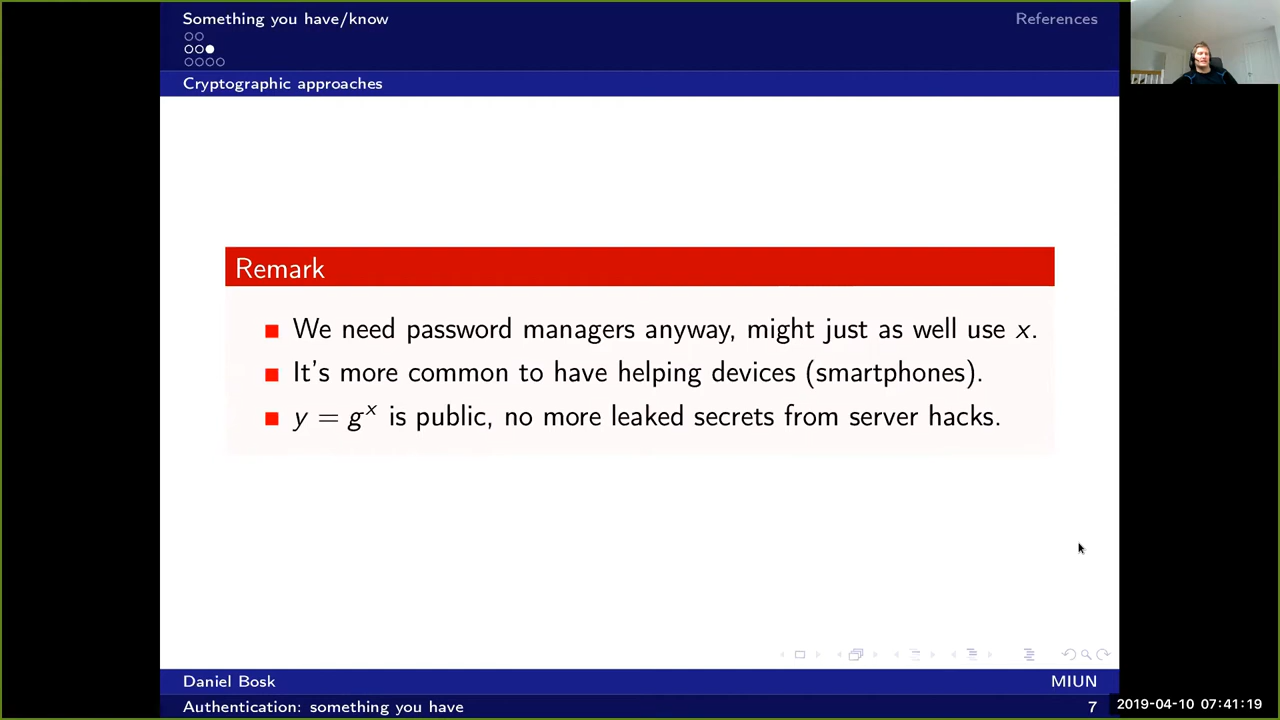 Something you have/know
References
Cryptographic approaches
Remark
We need password managers anyway, might just as well use x.
It's more common to have helping devices (smartphones).
y = g^x is public, no more leaked secrets from server hacks.
Daniel Bosk
MIUN
Authentication: something you have
7
2019-04-10 07:41:19